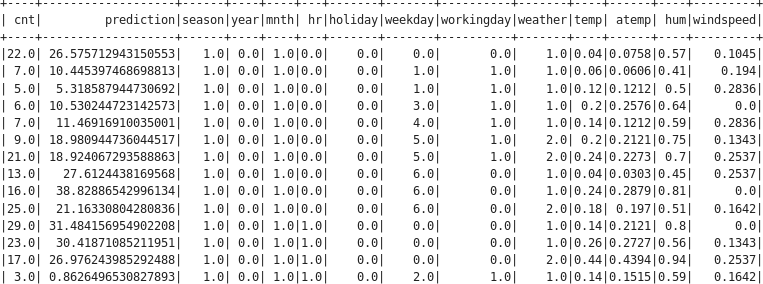 +----+------------------+------+----+----+---+-------+-------+----------+-------+----+------+----+---------+
| cnt|        prediction|season|year|mnth| hr|holiday|weekday|workingday|weather|temp| atemp| hum|windspeed|
+----+------------------+------+----+----+---+-------+-------+----------+-------+----+------+----+---------+
|22.0|26.575712943150553|   1.0| 0.0| 1.0|0.0|    0.0|    0.0|       0.0|    1.0|0.04|0.0758|0.57|   0.1045|
| 7.0|10.445397468698813|   1.0| 0.0| 1.0|0.0|    0.0|    1.0|       1.0|    1.0|0.06|0.0606|0.41|    0.194|
| 5.0| 5.318587944730692|   1.0| 0.0| 1.0|0.0|    0.0|    1.0|       1.0|    1.0|0.12|0.1212| 0.5|   0.2836|
| 6.0|10.530244723142573|   1.0| 0.0| 1.0|0.0|    0.0|    3.0|       1.0|    1.0| 0.2|0.2576|0.64|      0.0|
| 7.0| 11.46916910035001|   1.0| 0.0| 1.0|0.0|    0.0|    4.0|       1.0|    1.0|0.14|0.1212|0.59|   0.2836|
| 9.0|18.980944736044517|   1.0| 0.0| 1.0|0.0|    0.0|    5.0|       1.0|    2.0| 0.2|0.2121|0.75|   0.1343|
|21.0|18.924067293588863|   1.0| 0.0| 1.0|0.0|    0.0|    5.0|       1.0|    2.0|0.24|0.2273| 0.7|   0.2537|
|13.0|  27.6124438169568|   1.0| 0.0| 1.0|0.0|    0.0|    6.0|       0.0|    1.0|0.04|0.0303|0.45|   0.2537|
|16.0| 38.82886542996134|   1.0| 0.0| 1.0|0.0|    0.0|    6.0|       0.0|    1.0|0.24|0.2879|0.81|      0.0|
|25.0| 21.16330804280836|   1.0| 0.0| 1.0|0.0|    0.0|    6.0|       0.0|    2.0|0.18| 0.197|0.51|   0.1642|
|29.0|31.484156954902208|   1.0| 0.0| 1.0|1.0|    0.0|    0.0|       0.0|    1.0|0.14|0.2121| 0.8|      0.0|
|23.0| 30.41871085211951|   1.0| 0.0| 1.0|1.0|    0.0|    0.0|       0.0|    1.0|0.26|0.2727|0.56|   0.1343|
|17.0|26.976243985292488|   1.0| 0.0| 1.0|1.0|    0.0|    0.0|       0.0|    2.0|0.44|0.4394|0.94|   0.2537|
| 3.0|0.8626496530827893|   1.0| 0.0| 1.0|1.0|    0.0|    2.0|       1.0|    1.0|0.14|0.1515|0.59|   0.1642|